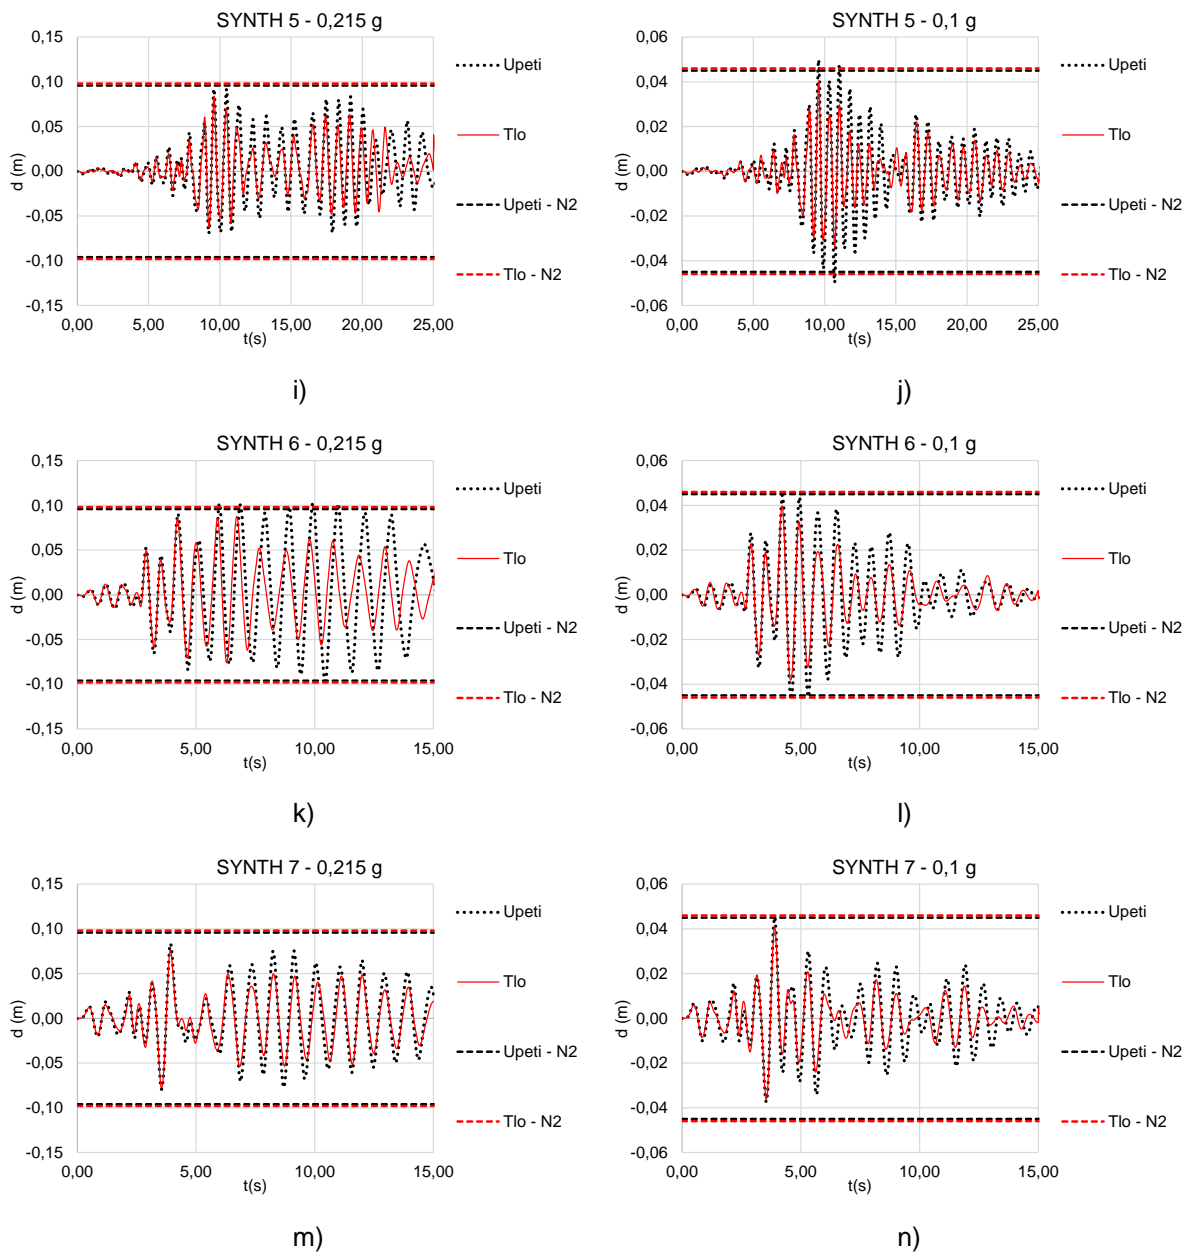 SYNTH 5 - 0,215 g
0,15
0,10
0,05
0,00
-0,05
-0,10
-0,15
d (m)
0,00 5,00 10,00 15,00 20,00 25,00
t(s)
Upeti
Tlo
Upeti - N2
Tlo - N2
i)
SYNTH 5 - 0,1 g
0,06
0,04
0,02
0,00
-0,02
-0,04
-0,06
d (m)
0,00 5,00 10,00 15,00 20,00 25,00
t(s)
Upeti
Tlo
Upeti - N2
Tlo - N2
j)
SYNTH 6 - 0,215 g
0,15
0,10
0,05
0,00
-0,05
-0,10
-0,15
d (m)
0,00 5,00 10,00 15,00
t(s)
Upeti
Tlo
Upeti - N2
Tlo - N2
k)
SYNTH 6 - 0,1 g
0,06
0,04
0,02
0,00
-0,02
-0,04
-0,06
d (m)
0,00 5,00 10,00 15,00
t(s)
Upeti
Tlo
Upeti - N2
Tlo - N2
l)
SYNTH 7 - 0,215 g
0,15
0,10
0,05
0,00
-0,05
-0,10
-0,15
d (m)
0,00 5,00 10,00 15,00
t(s)
Upeti
Tlo
Upeti - N2
Tlo - N2
m)
SYNTH 7 - 0,1 g
0,06
0,04
0,02
0,00
-0,02
-0,04
-0,06
d (m)
0,00 5,00 10,00 15,00
t(s)
Upeti
Tlo
Upeti - N2
Tlo - N2
n)